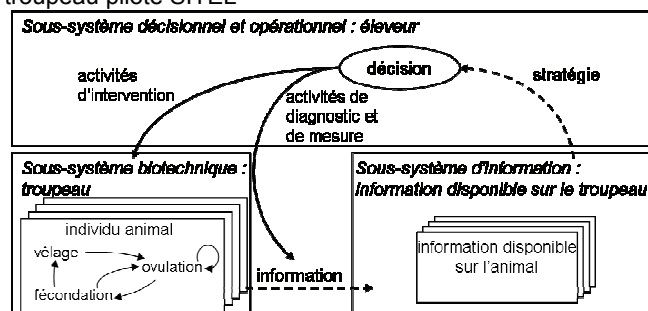 troupeau piloté SITEL
Sous-système décisionnel et opérationnel : éleveur
décision
activités
d'intervention
activités de
diagnostic et
de mesure
stratégie
Sous-système biotechnique :
troupeau
individu animal
vêlage
ovulation
fécondation
information
Sous-système d'information :
information disponible sur le troupeau
information disponible
sur l'animal